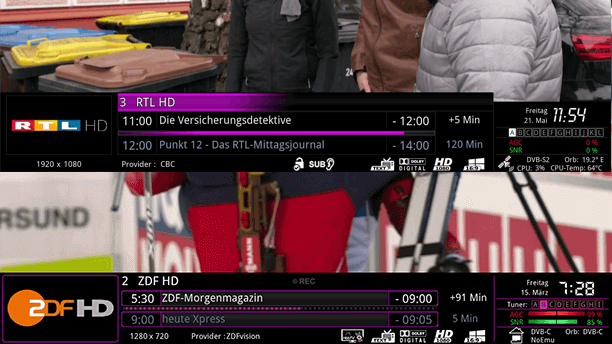 24
3 RTL HD
11:00 Die Versicherungsdetektive - 12:00 +5 Min
12:00 Punkt 12 - Das RTL-Mittagsjournal - 14:00 120 Min
RTL HD
1920 x 1080
Provider : CBC
SUB
TEXT
DOLBY DIGITAL
HD 1080
16:9
Freitag
21. Mai
11:54
A B C D E F G H I J K L
AGC 0 %
SNR 0 %
DVB-S2 Orb.: 19.2° E
CPU: 3% CPU-Temp: 64°C
ERSUND
2 ZDF HD
REC
5:30 ZDF-Morgenmagazin - 09:00 +91 Min
9:00 heute Xpress - 09:05 5 Min
ZDF HD
1280 x 720
Provider :ZDFvision
TEXT
DOLBY DIGITAL
HD 1080
16:9
Freitag
15. März
7:28
Tuner: A B C D E F G H I
AGC 99 %
SNR 85 %
DVB-C Orb.: DVB-C
NoEmu